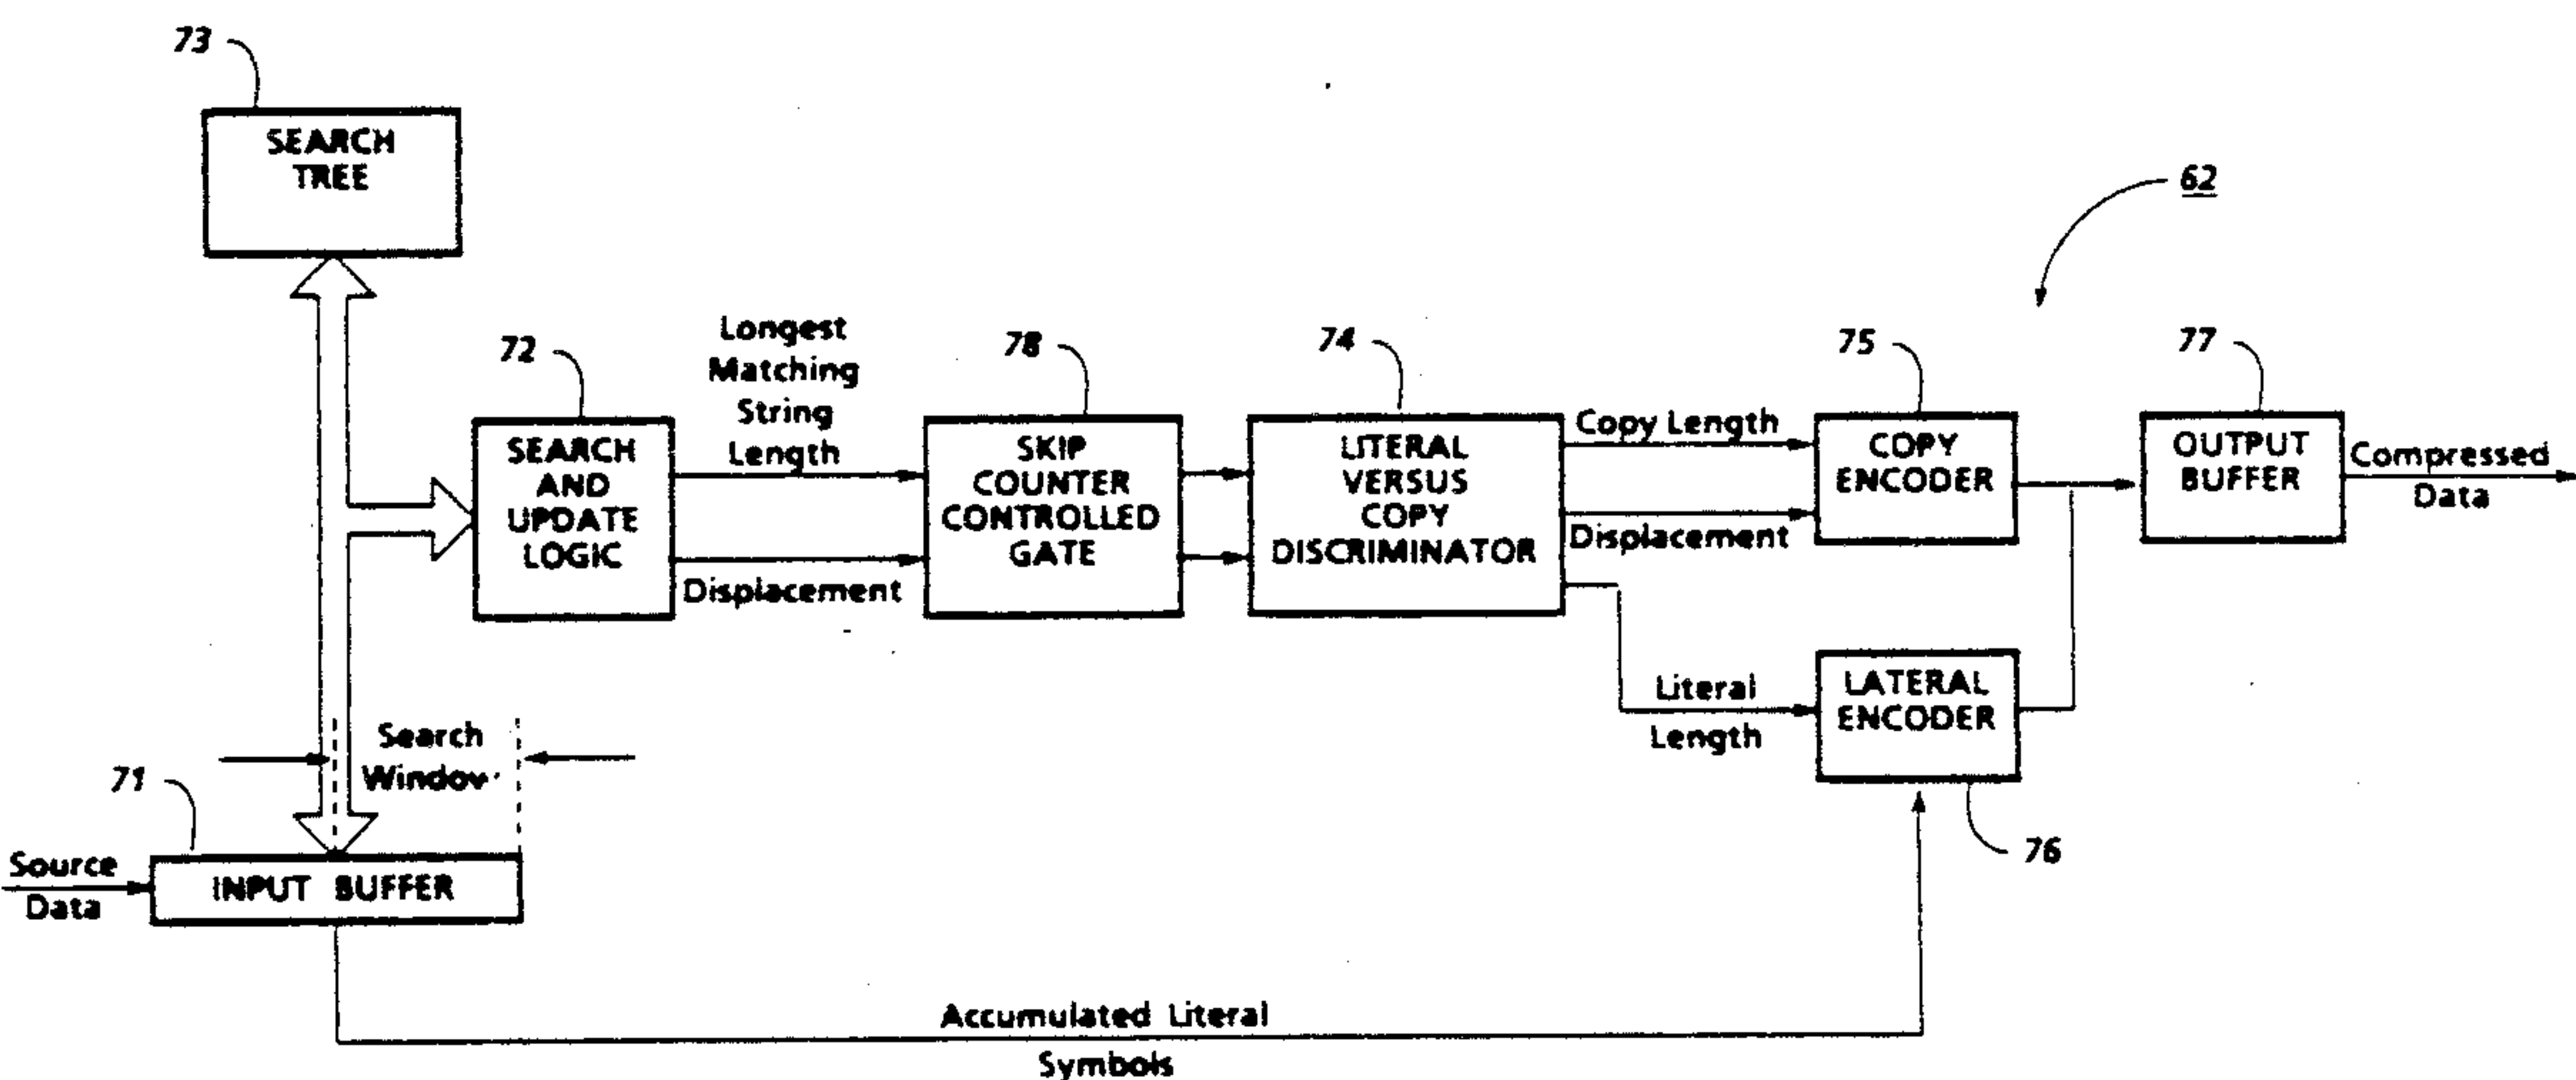 73
SEARCH
TREE
62
72
Longest
Matching
String
Length
78
74
75
77
SEARCH
AND
UPDATE
LOGIC
Displacement
SKIP
COUNTER
CONTROLLED
GATE
LITERAL
VERSUS
COPY
DISCRIMINATOR
Copy Length
Displacement
COPY
ENCODER
OUTPUT
BUFFER
Compressed
Data
Literal
Length
LATERAL
ENCODER
76
Search
Window
71
Source
Data
INPUT BUFFER
Accumulated Literal
Symbols